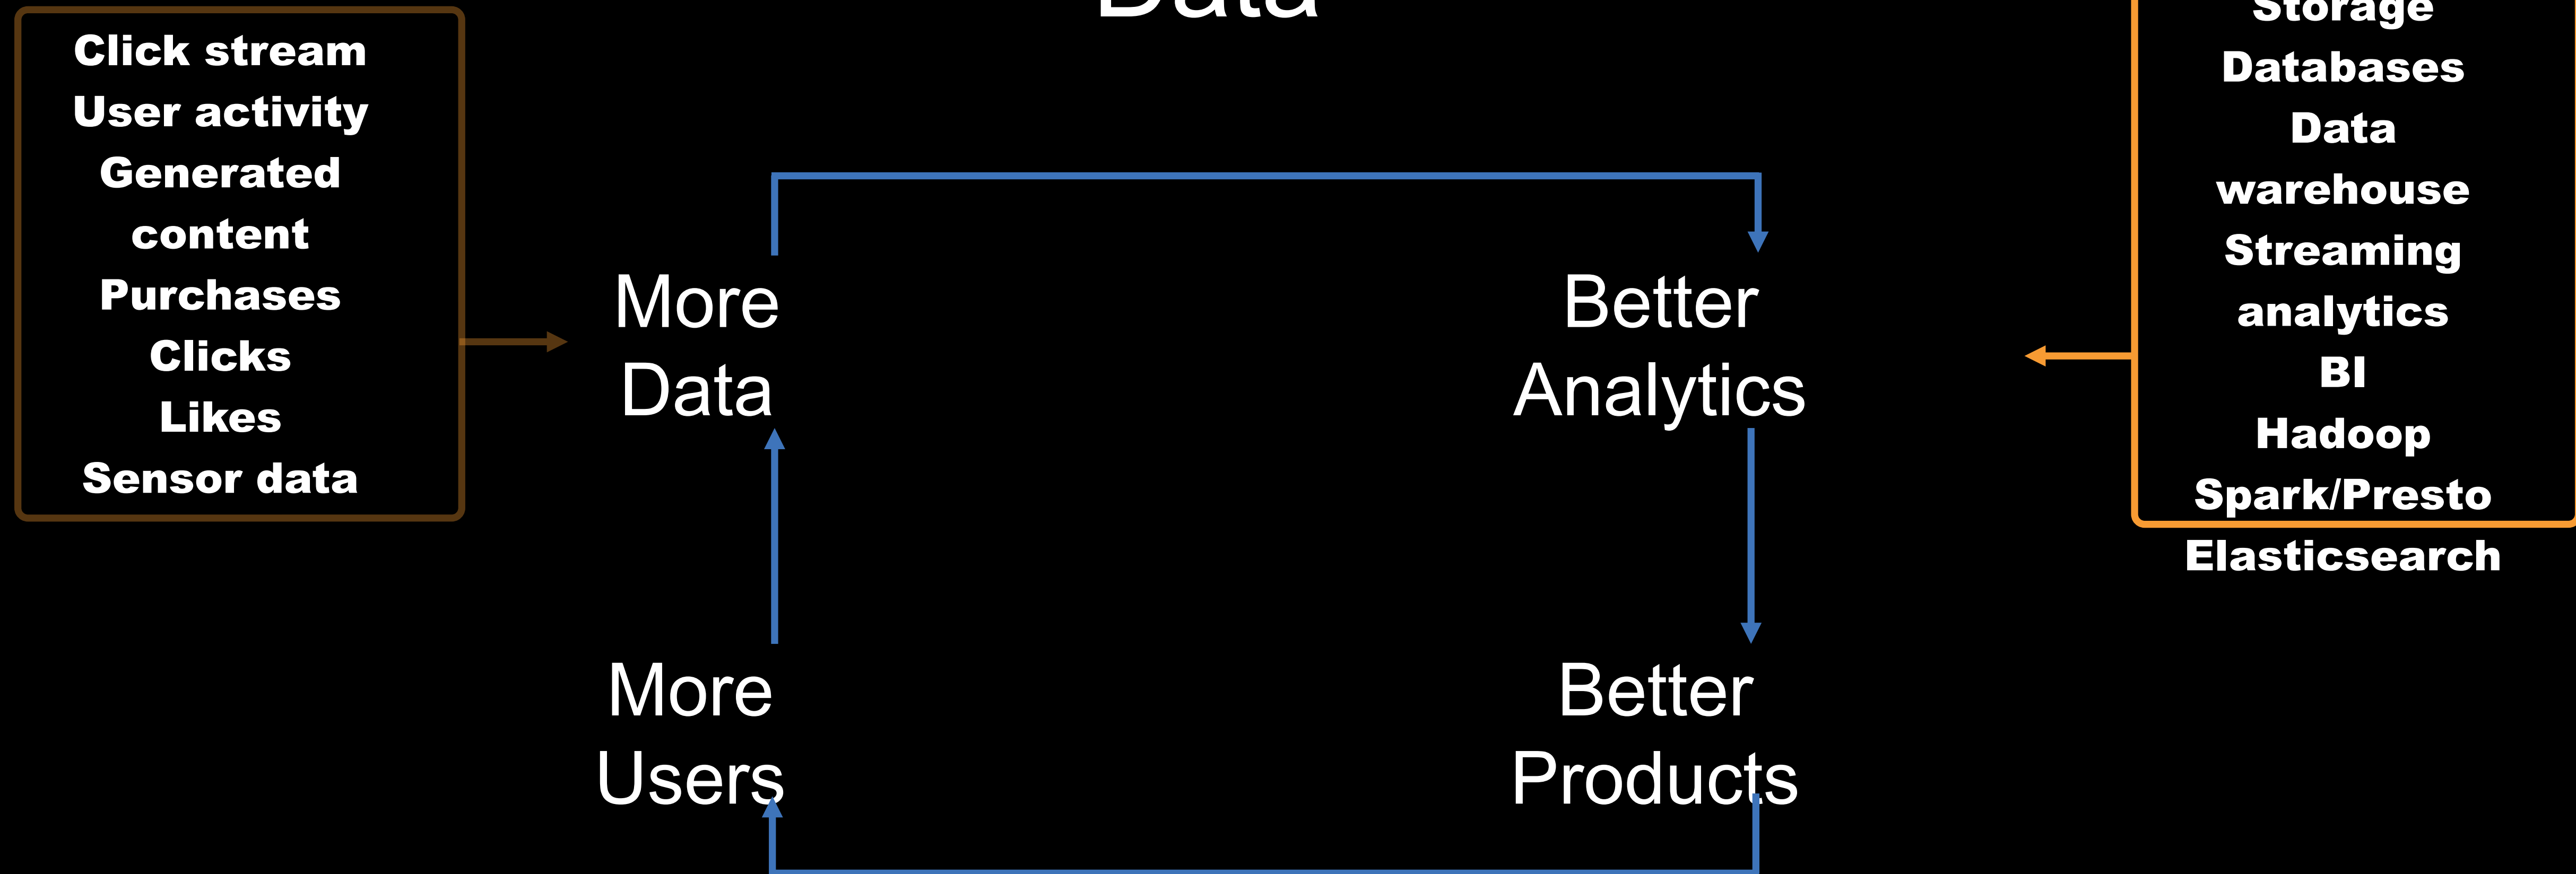 Data
Click stream
User activity
Generated
content
Purchases
Clicks
Likes
Sensor data
More
Data
Better
Analytics
More
Users
Better
Products
Storage
Databases
Data
warehouse
Streaming
analytics
BI
Hadoop
Spark/Presto
Elasticsearch